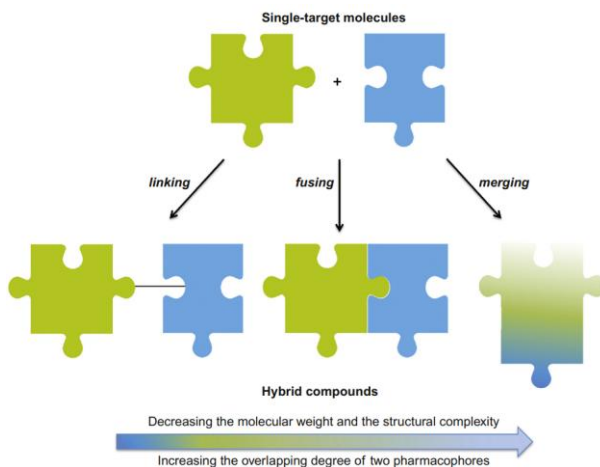 Single-target molecules
+
linking
fusing
merging
Hybrid compounds
Decreasing the molecular weight and the structural complexity
Increasing the overlapping degree of two pharmacophores